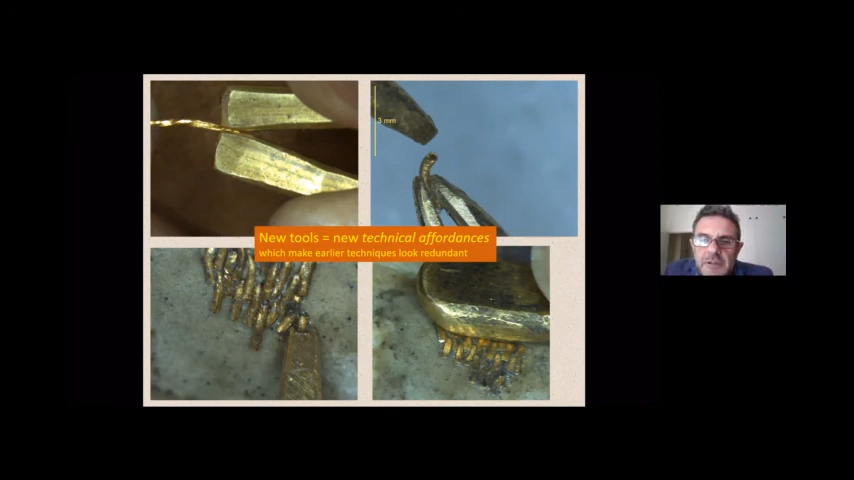 3 mm
New tools = new technical affordances
which make earlier techniques look redundant